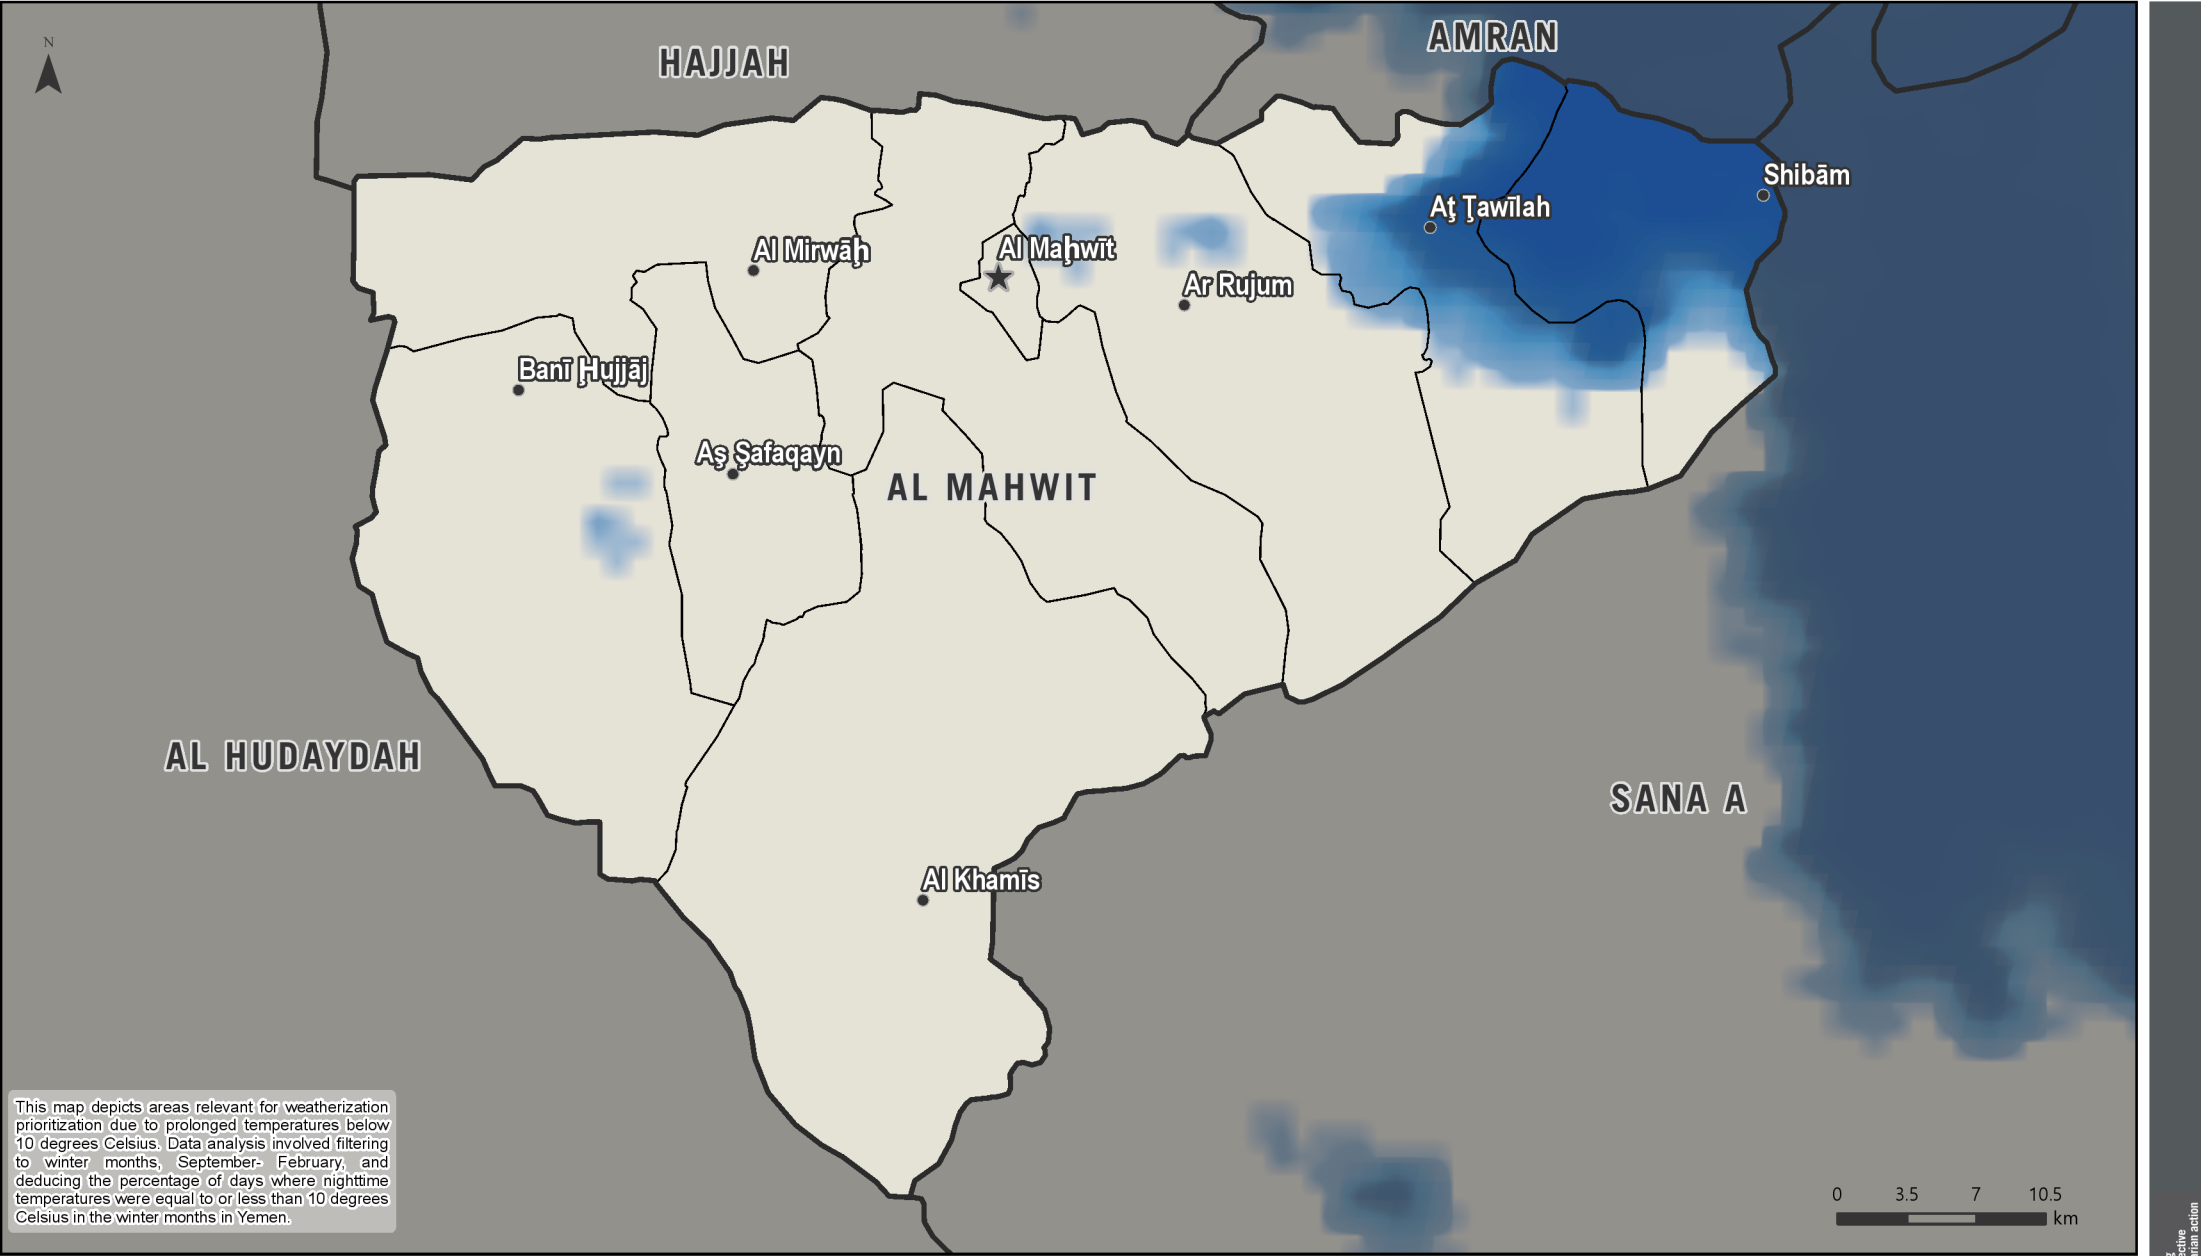 N
HAJJAH
AMRAN
Shibām
Aţ Ţawīlah
Al Mirwāḩ
Al Maḩwīt
Ar Rujum
Banī Ḩujjāj
Aş Şafaqayn
AL MAHWIT
AL HUDAYDAH
SANA A
Al Khamīs
This map depicts areas relevant for weatherization
prioritization due to prolonged temperatures below
10 degrees Celsius. Data analysis involved filtering
to winter months, September- February, and
deducing the percentage of days where nighttime
temperatures were equal to or less than 10 degrees
Celsius in the winter months in Yemen.
0 3.5 7 10.5
km